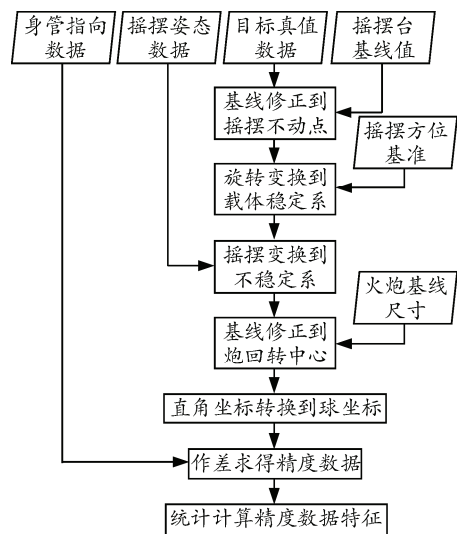 身管指向
数据
摇摆姿态
数据
目标真值
数据
摇摆台
基线值
基线修正到
摇摆不动点
摇摆方位
基准
旋转变换到
载体稳定系
摇摆变换到
不稳定系
火炮基线
尺寸
基线修正到
炮回转中心
直角坐标转换到球坐标
作差求得精度数据
统计计算精度数据特征